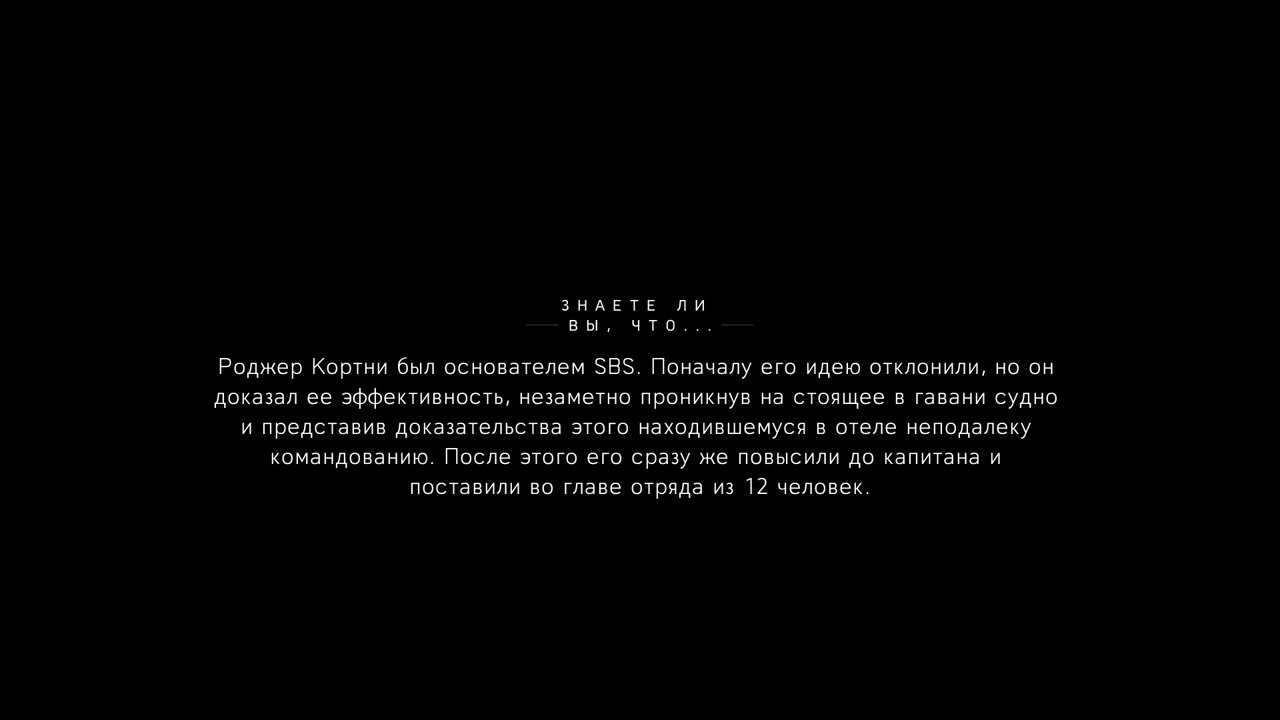 ЗНАЕТЕ ЛИ
ВЫ, ЧТО...
Роджер Кортни был основателем SBS. Поначалу его идею отклонили, но он
доказал ее эффективность, незаметно проникнув на стоящее в гавани судно
и представив доказательства этого находившемуся в отеле неподалеку
командованию. После этого его сразу же повысили до капитана и
поставили во главе отряда из 12 человек.